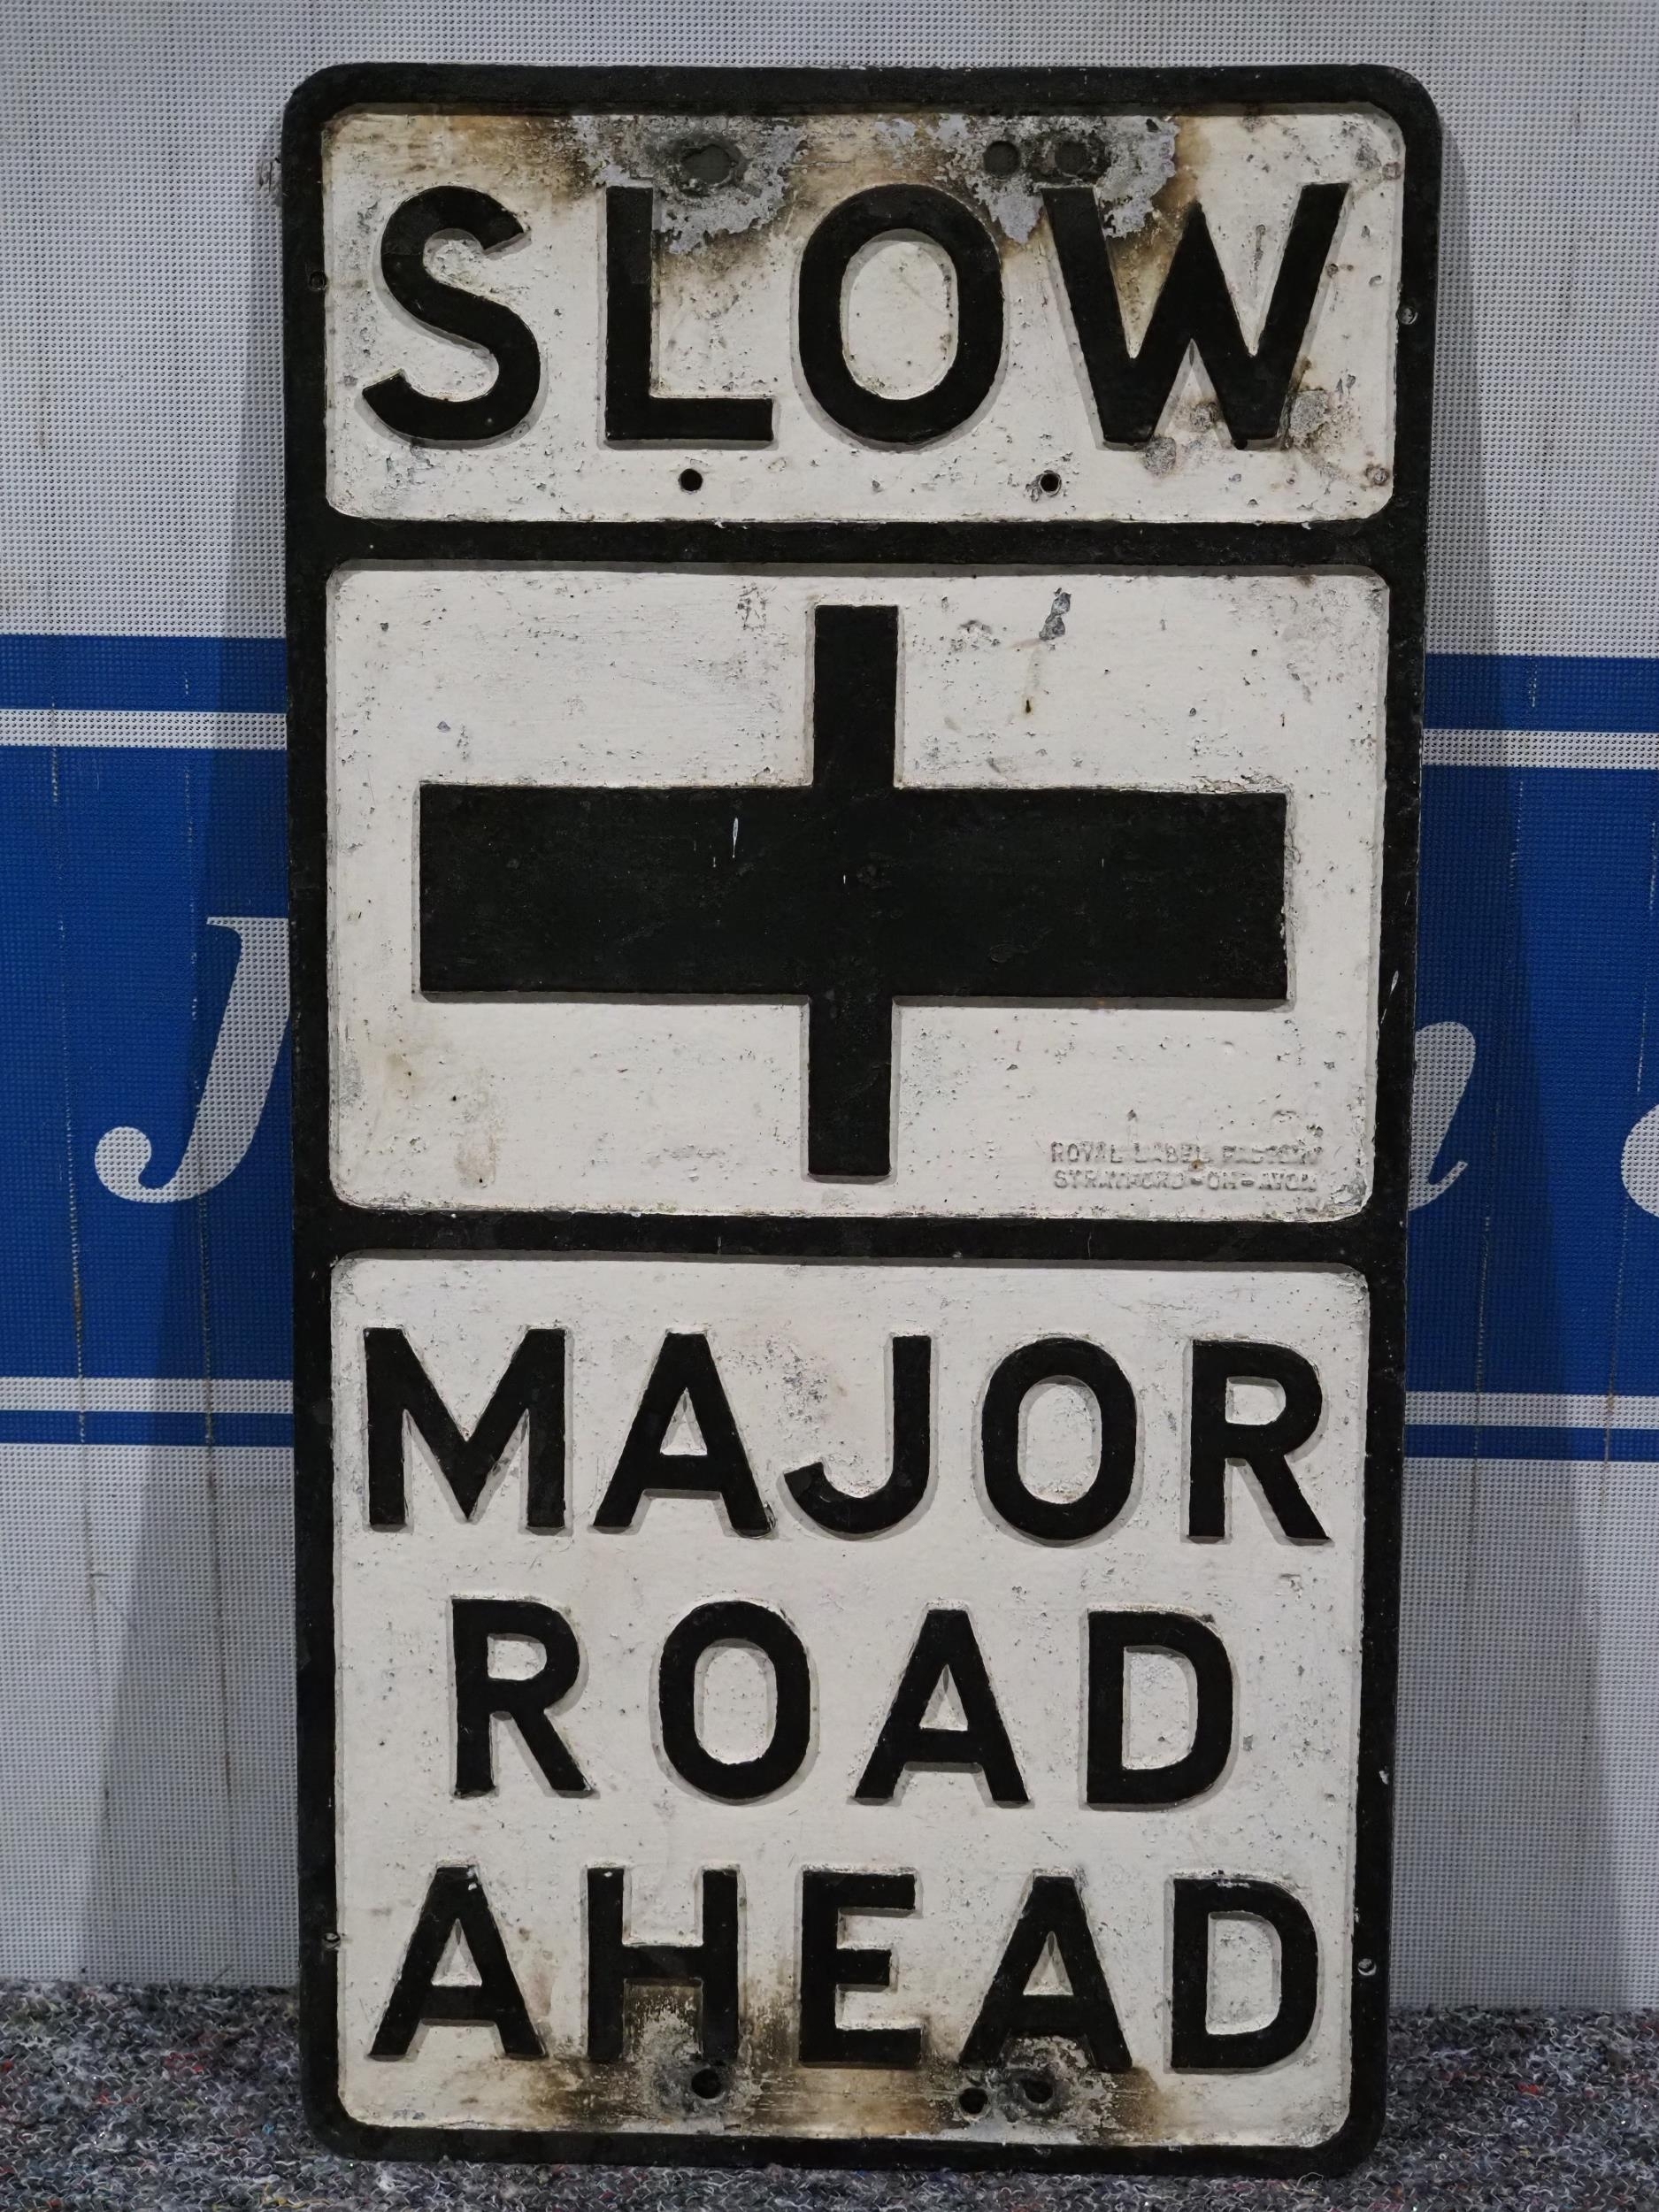 SLOW
ROYAL LABEL FACTORY
STRATFORD-ON-AVON
MAJOR
ROAD
AHEAD